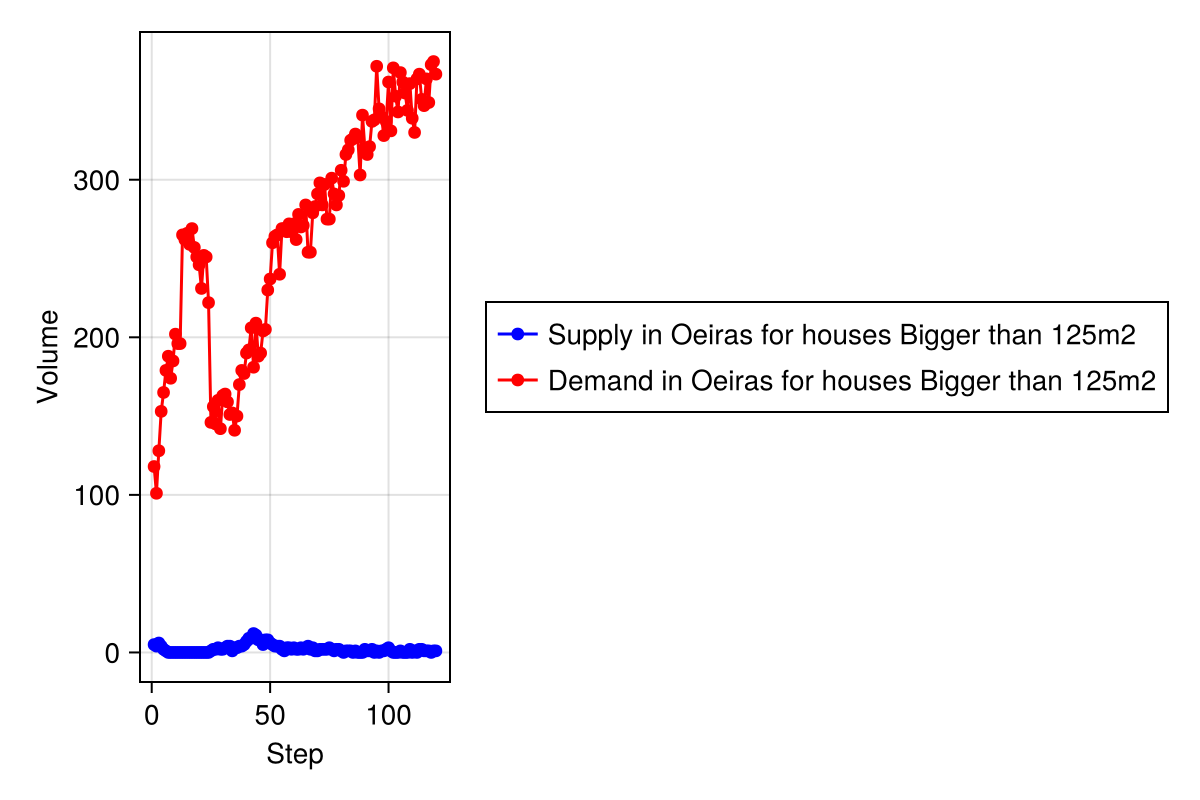 Volume
300
200
100
0
0 50 100
Step
Supply in Oeiras for houses Bigger than 125m2
Demand in Oeiras for houses Bigger than 125m2